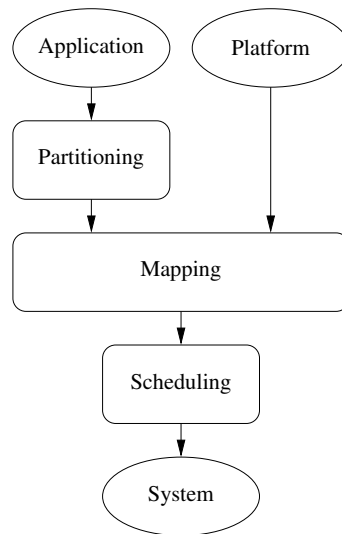 Application
Platform
Partitioning
Mapping
Scheduling
System